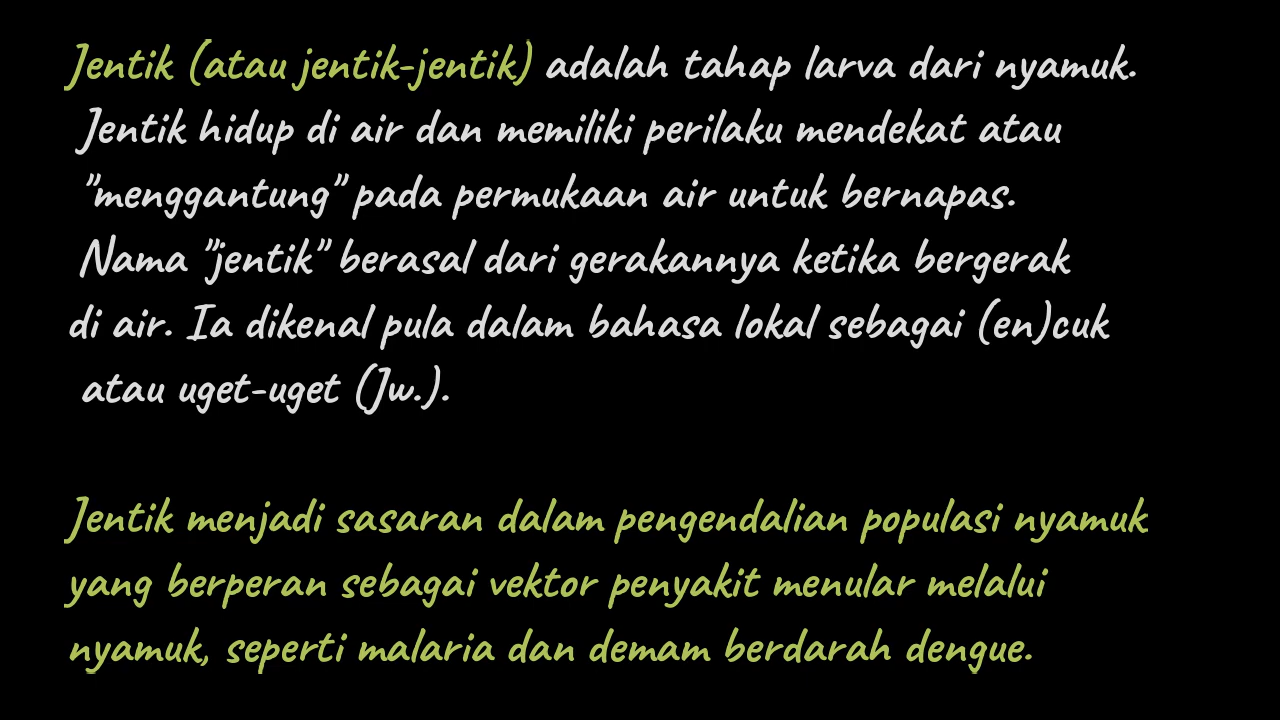 Jentik (atau jentik-jentik) adalah tahap larva dari nyamuk.
Jentik hidup di air dan memiliki perilaku mendekat atau
"menggantung" pada permukaan air untuk bernapas.
Nama "jentik" berasal dari gerakannya ketika bergerak
di air. Ia dikenal pula dalam bahasa lokal sebagai (en)cuk
atau uget-uget (Jw.).
Jentik menjadi sasaran dalam pengendalian populasi nyamuk
yang berperan sebagai vektor penyakit menular melalui
nyamuk, seperti malaria dan demam berdarah dengue.